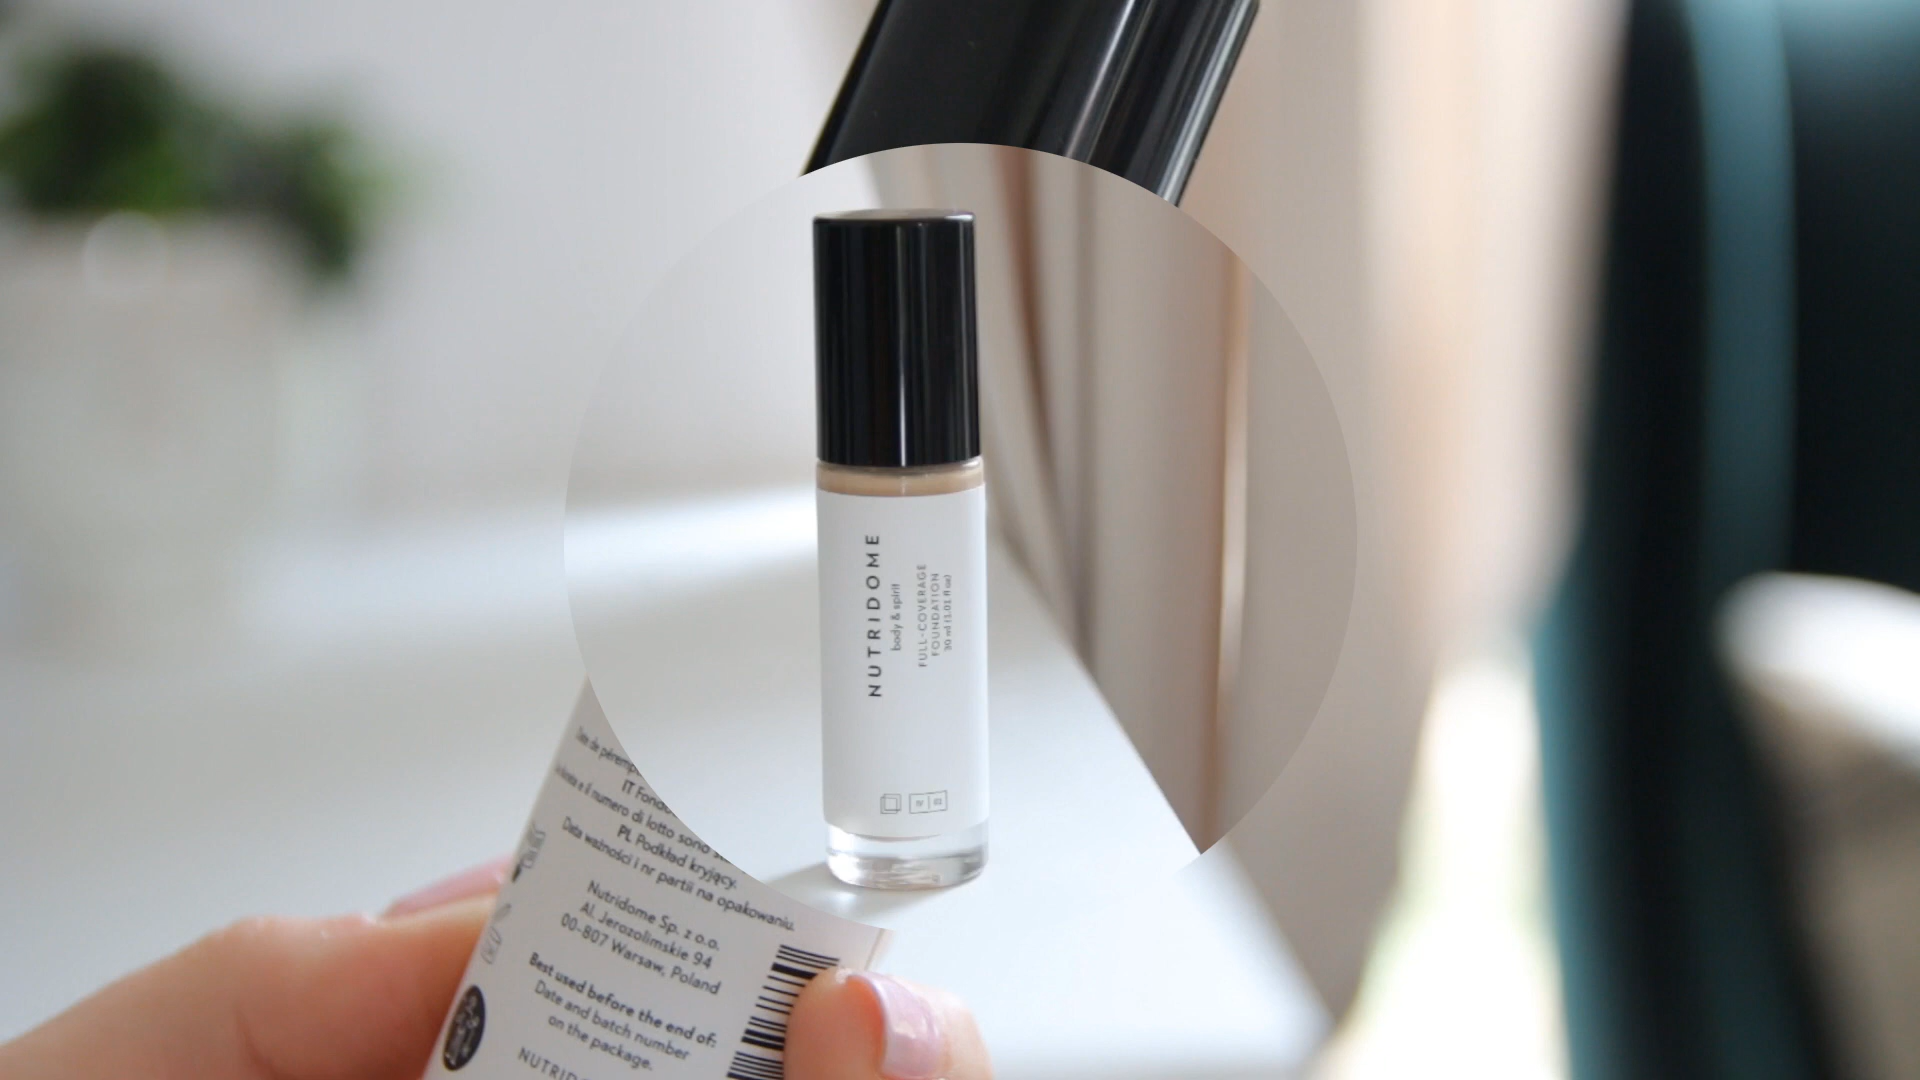 NUTRIDOME
body & spirit
FULL-COVERAGE
FOUNDATION
30 ml (1.01 fl oz)
IT
numero di lotto sono
PL Podkład kryjący.
Data ważności i nr partii na opakowaniu.
Nutridome Sp. z o.o.
Al. Jerozolimskie 94
00-807 Warsaw, Poland
Best used before the end of:
Date and batch number
on the package.